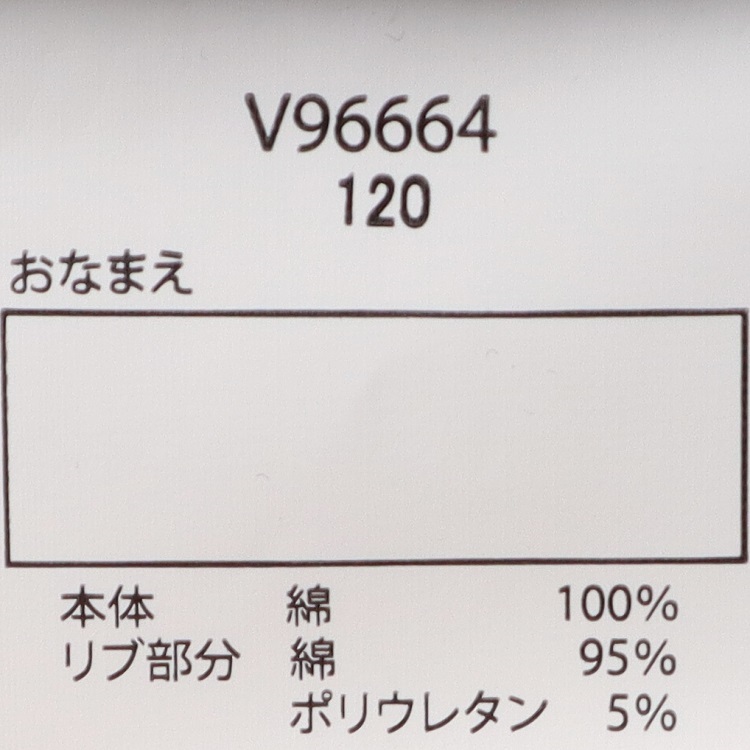 V96664
120
おなまえ
本体 綿 100%
リブ部分 綿 95%
ポリウレタン 5%